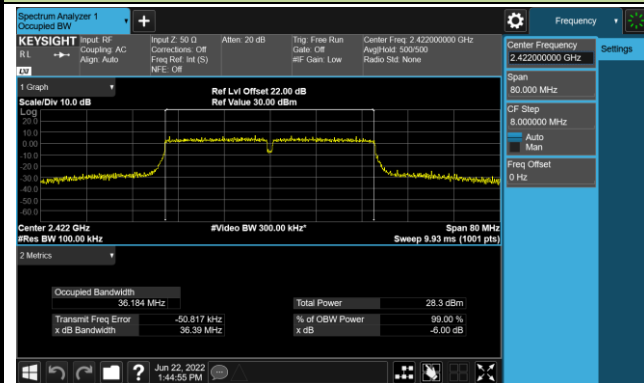 Spectrum Analyzer 1
Occupied BW
Frequency
KEYSIGHT
RL
Input: RF
Coupling: AC
Align: Auto
Input Z: 50 Ω
Corrections: Off
Freq Ref: Int (S)
NFE: Off
Atten: 20 dB
Trig: Free Run
Gate: Off
#IF Gain: Low
Center Freq: 2.422000000 GHz
Avg|Hold: 500/500
Radio Std: None
Center Frequency
2.422000000 GHz
Settings
Span
80.000 MHz
CF Step
8.000000 MHz
Auto
Man
Freq Offset
0 Hz
1 Graph
Scale/Div 10.0 dB
Ref Lvl Offset 22.00 dB
Ref Value 30.00 dBm
Log
20.0
10.0
0.00
-10.0
-20.0
-30.0
-40.0
-50.0
-60.0
Center 2.422 GHz
#Video BW 300.00 kHz*
Span 80 MHz
#Res BW 100.00 kHz
Sweep 9.93 ms (1001 pts)
2 Metrics
Occupied Bandwidth
36.184 MHz
Total Power 28.3 dBm
Transmit Freq Error -50.817 kHz
% of OBW Power 99.00 %
x dB Bandwidth 36.39 MHz
x dB -6.00 dB
Jun 22, 2022
1:44:55 PM